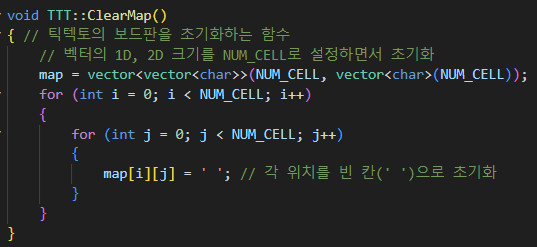 void TTT::ClearMap()
{ // 틱텍토의 보드판을 초기화하는 함수
    // 벡터의 1D, 2D 크기를 NUM_CELL로 설정하면서 초기화
    map = vector<vector<char>>(NUM_CELL, vector<char>(NUM_CELL));
    for (int i = 0; i < NUM_CELL; i++)
    {
        for (int j = 0; j < NUM_CELL; j++)
        {
            map[i][j] = ' '; // 각 위치를 빈 칸(' ')으로 초기화
        }
    }
}